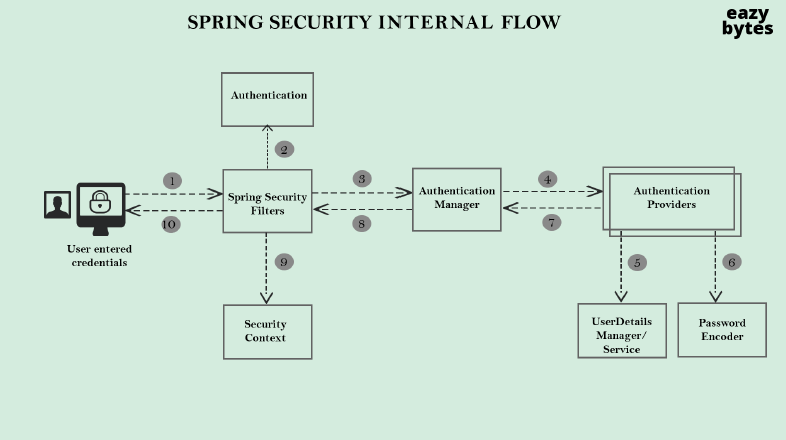 SPRING SECURITY INTERNAL FLOW
eazy
bytes
Authentication
2
1
3
4
Spring Security
Filters
Authentication
Manager
Authentication
Providers
10
8
7
User entered
credentials
9
5
6
Security
Context
UserDetails
Manager/
Service
Password
Encoder